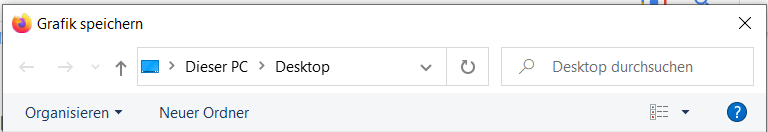 Grafik speichern
Dieser PC Desktop
Desktop durchsuchen
Organisieren Neuer Ordner
?